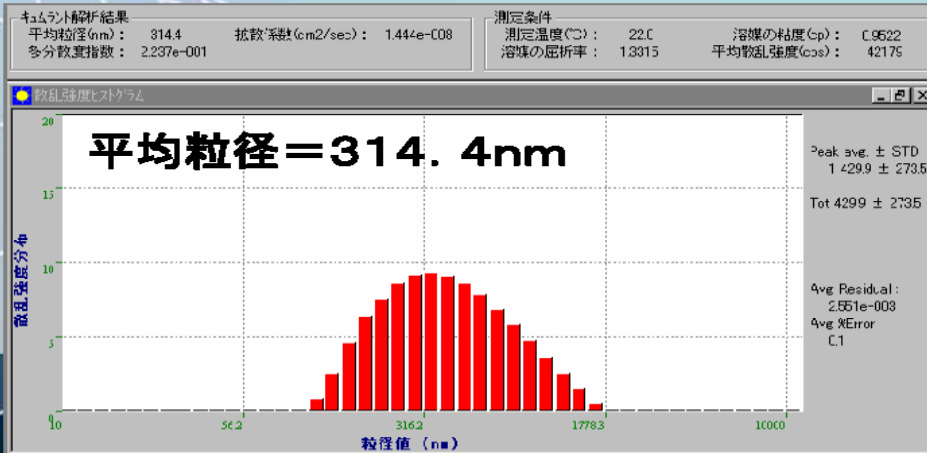 キュムラント解析結果
平均粒径(nm)： 314.4 拡散係数(cm2/sec)： 1.444e-008
多分散度指数： 2.237e-001
測定条件
測定温度(℃)： 22.0 溶媒の粘度(cp)： 0.9522
溶媒の屈折率： 1.3315 平均散乱強度(cps)： 42179
散乱強度ヒストグラム
平均粒径＝314. 4nm
20
15
10
5
0
散乱強度分布
10 56.2 316.2 1778.3 10000
粒径値 (nm)
Peak avg. ± STD
1 429.9 ± 273.5
Tot 429.9 ± 273.5
Avg Residual:
2.551e-003
Avg %Error
0.1